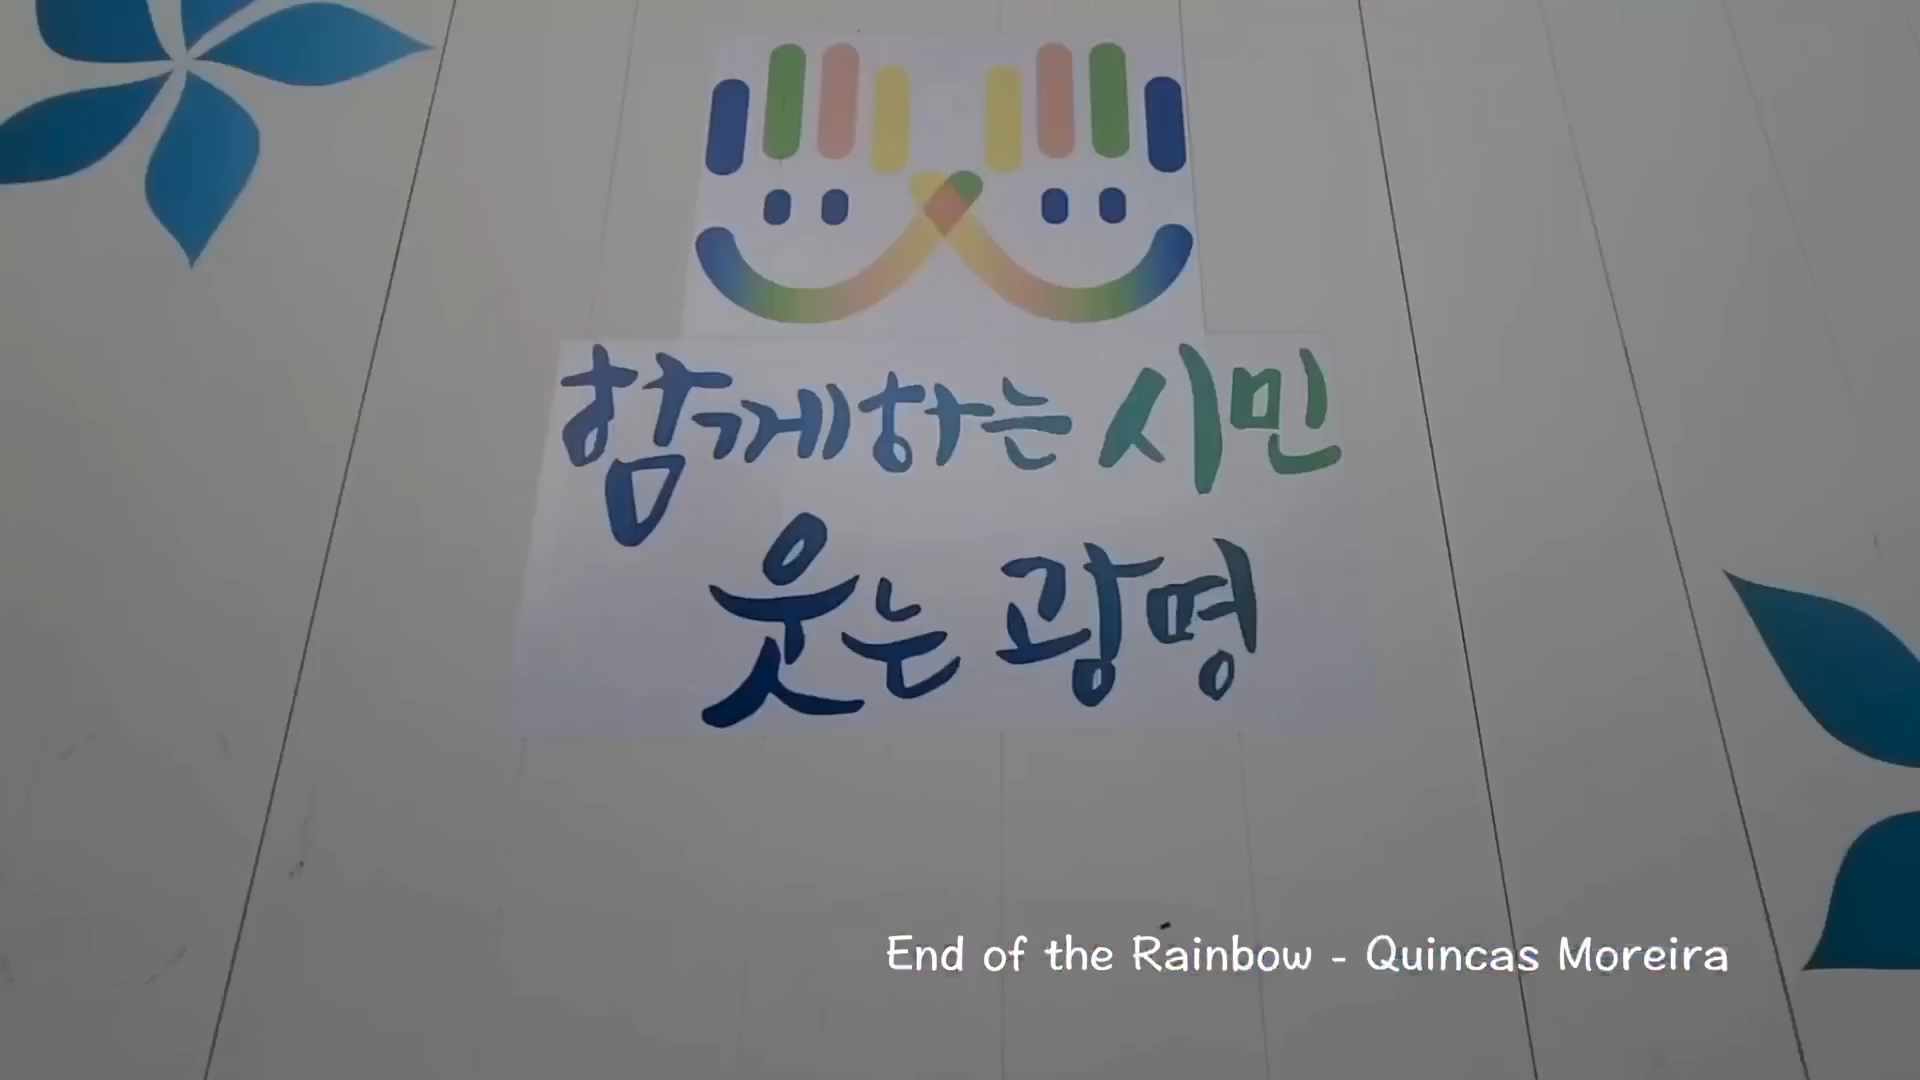 함께하는 시민
웃는 광명
End of the Rainbow - Quincas Moreira